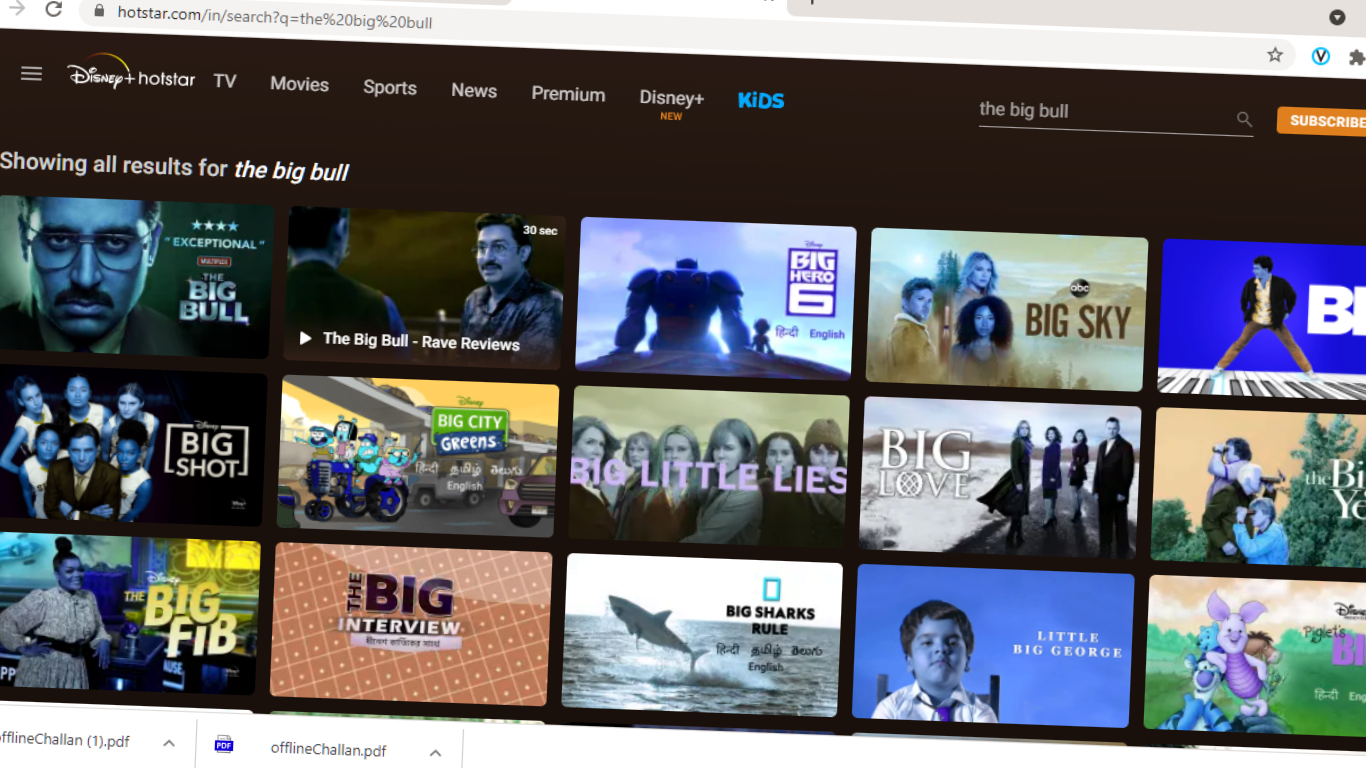 hotstar.com/in/search?q=the%20big%20bull
Disney+ hotstar
TV
Movies
Sports
News
Premium
Disney+
NEW
KiDS
the big bull
SUBSCRIBE
Showing all results for the big bull
"EXCEPTIONAL"
THE
BIG
BULL
30 sec
The Big Bull - Rave Reviews
Disney
BIG
HERO
6
हिन्दी English
abc
BIG SKY
Disney
BIG
SHOT
Disney
BIG CITY
GReeNS
हिन्दी தமிழ் తెలుగు
English
BIG LITTLE LIES
BIG
LOVE
the Bi
Ye
Disney
THE
BIG
FIB
THE
BIG
INTERVIEW
BIG SHARKS
RULE
हिन्दी தமிழ் తెలుగు
English
LITTLE
BIG GEORGE
Piglet's
BI
हिन्दी Eng
offlineChallan (1).pdf
PDF
offlineChallan.pdf